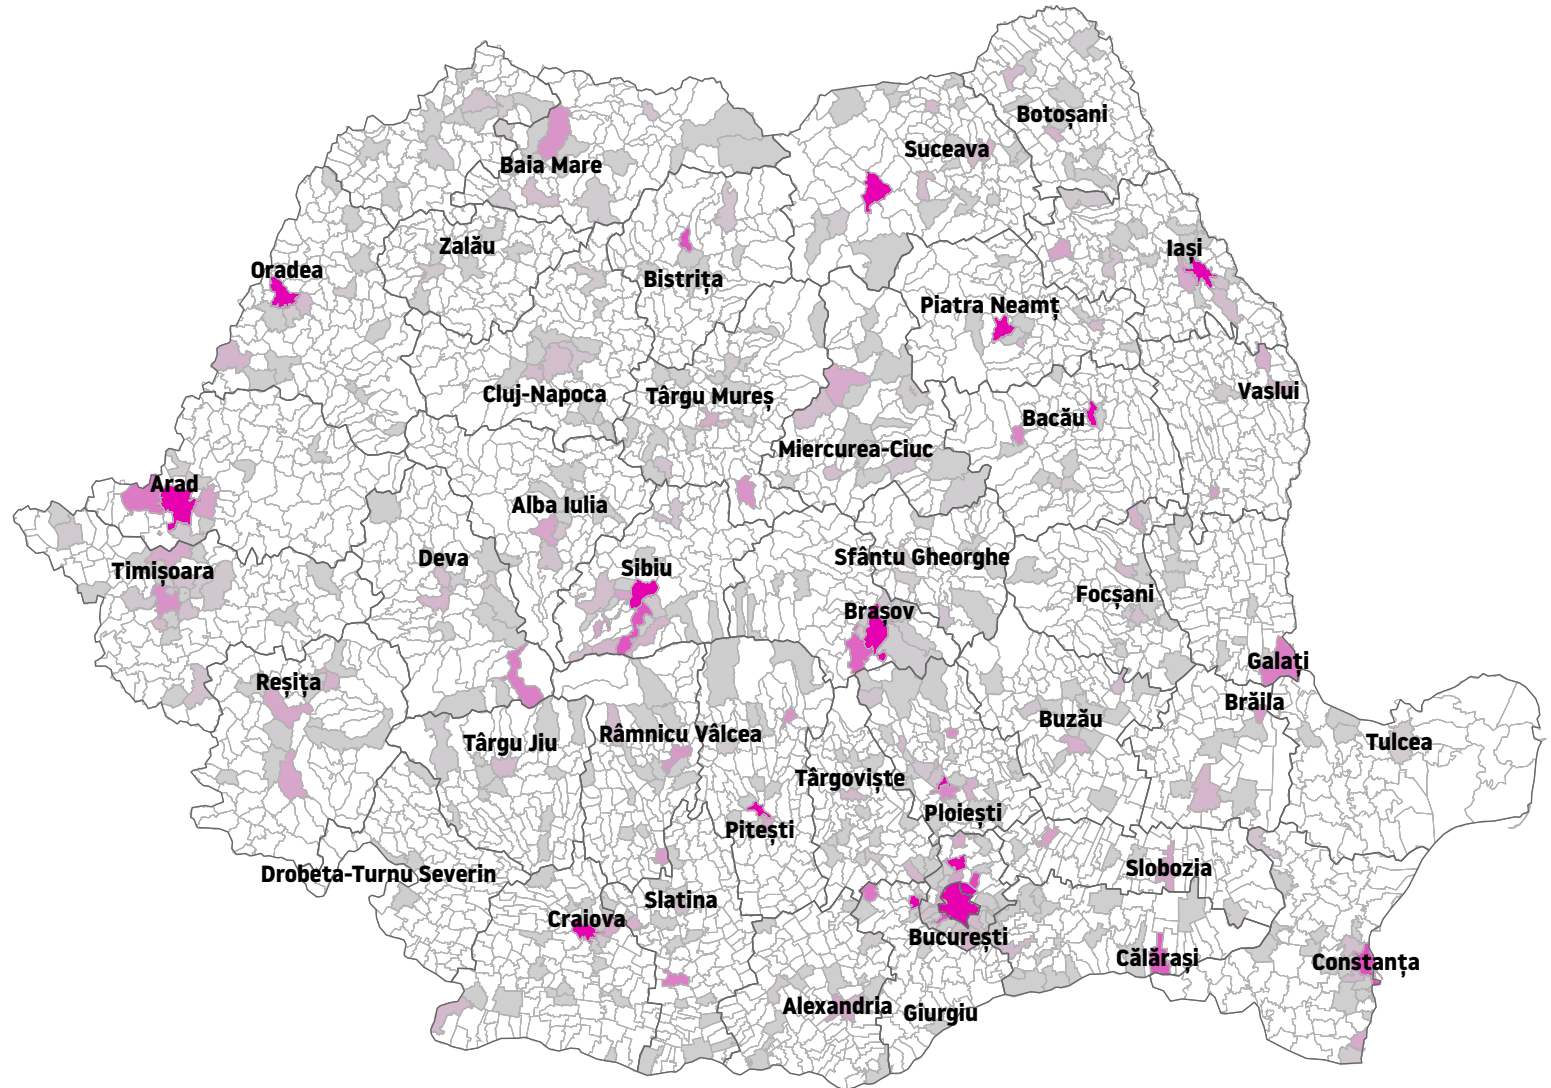 Botoșani
Suceava
Baia Mare
Zalău
Iași
Oradea
Bistrița
Piatra Neamț
Vaslui
Cluj-Napoca
Târgu Mureș
Bacău
Miercurea-Ciuc
Arad
Alba Iulia
Deva
Sfântu Gheorghe
Sibiu
Timișoara
Focșani
Brașov
Galați
Reșița
Brăila
Buzău
Râmnicu Vâlcea
Târgu Jiu
Tulcea
Târgoviște
Ploiești
Pitești
Slobozia
Drobeta-Turnu Severin
Slatina
Craiova
București
Călărași
Constanța
Alexandria
Giurgiu